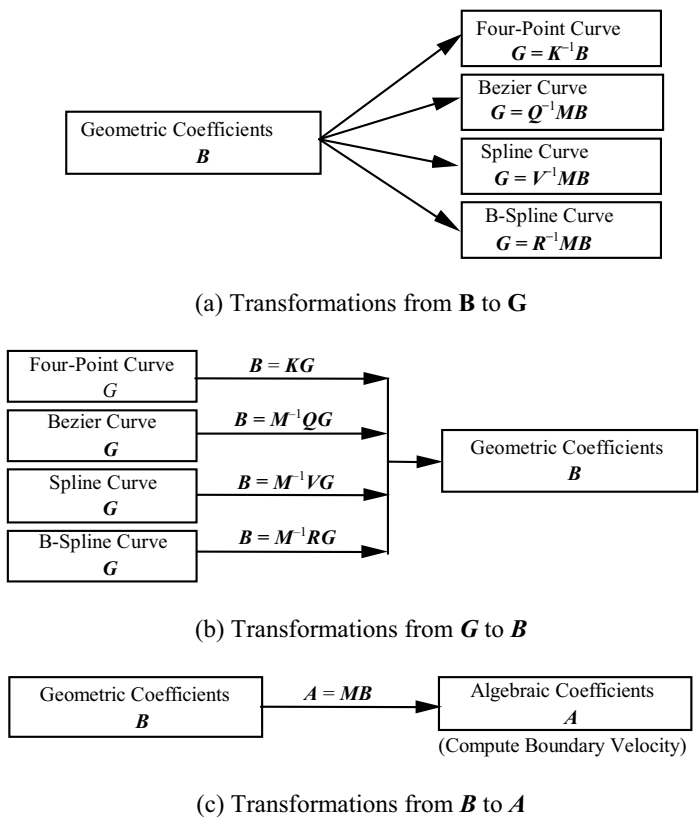 Four-Point Curve
G = K⁻¹B
Bezier Curve
G = Q⁻¹MB
Geometric Coefficients
B
Spline Curve
G = V⁻¹MB
B-Spline Curve
G = R⁻¹MB
(a) Transformations from B to G
Four-Point Curve
G
B = KG
Bezier Curve
G
B = M⁻¹QG
Geometric Coefficients
B
Spline Curve
G
B = M⁻¹VG
B-Spline Curve
G
B = M⁻¹RG
(b) Transformations from G to B
Geometric Coefficients
B
A = MB
Algebraic Coefficients
A
(Compute Boundary Velocity)
(c) Transformations from B to A